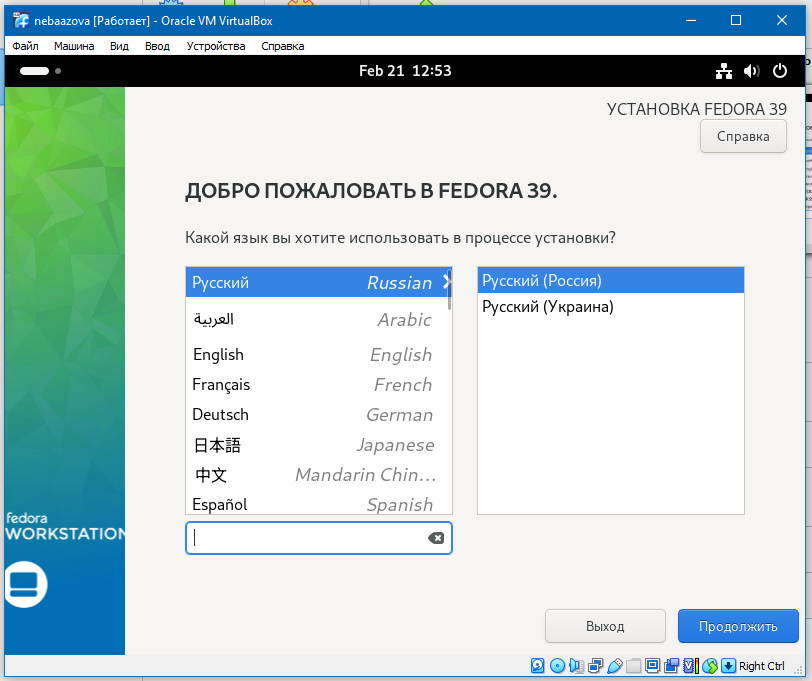 nebaazova [Работает] - Oracle VM VirtualBox
Файл Машина Вид Ввод Устройства Справка
Feb 21 12:53
УСТАНОВКА FEDORA 39
Справка
ДОБРО ПОЖАЛОВАТЬ В FEDORA 39.
Какой язык вы хотите использовать в процессе установки?
Русский Russian
العربية Arabic
English English
Français French
Deutsch German
日本語 Japanese
中文 Mandarin Chin...
Español Spanish
Русский (Россия)
Русский (Украина)
fedora
WORKSTATION
Выход Продолжить
Right Ctrl